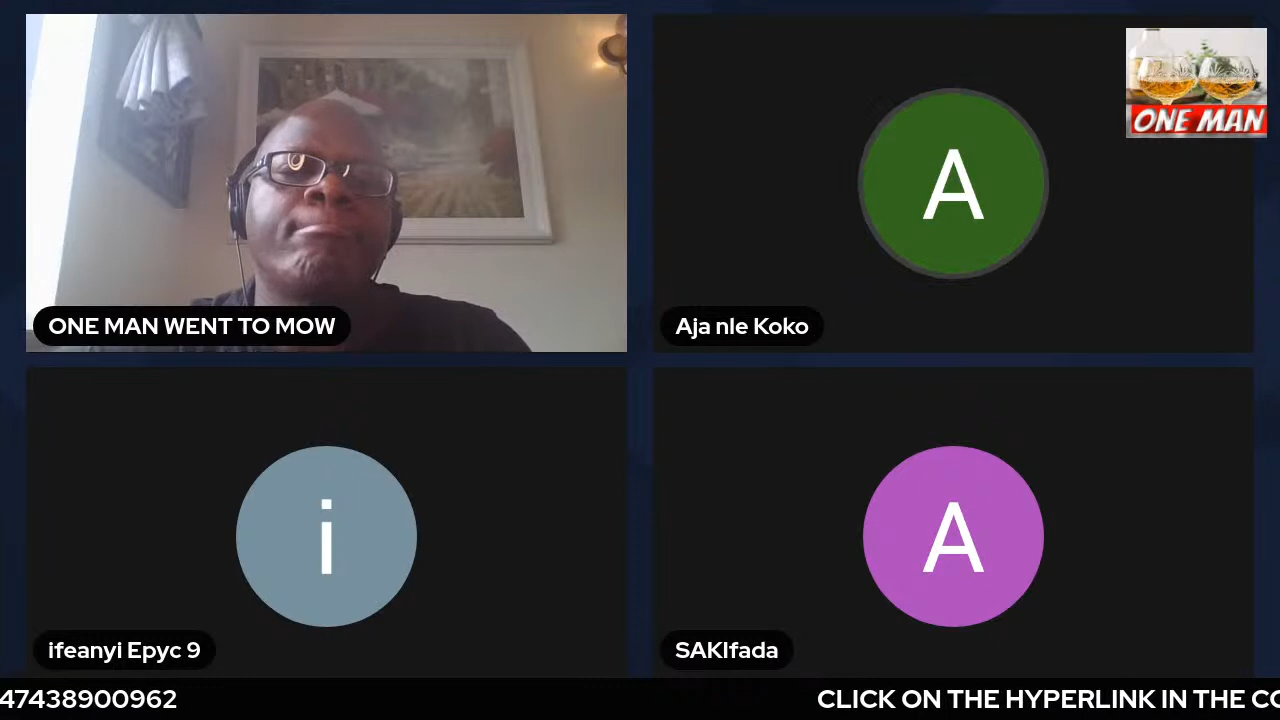 ONE MAN
A
ONE MAN WENT TO MOW
Aja nle Koko
i
A
ifeanyi Epyc 9
SAKIfada
47438900962
CLICK ON THE HYPERLINK IN THE CO